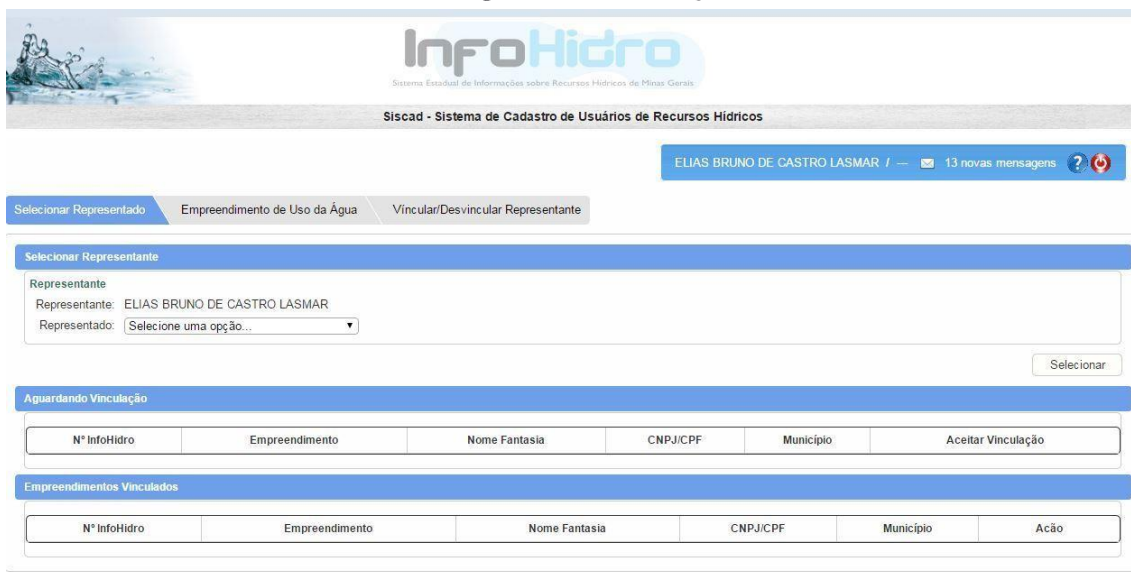 InfoHidro
Sistema Estadual de Informações sobre Recursos Hídricos de Minas Gerais
Siscad - Sistema de Cadastro de Usuários de Recursos Hídricos
ELIAS BRUNO DE CASTRO LASMAR / — 13 novas mensagens ?
Selecionar Representado Empreendimento de Uso da Água Víncular/Desvincular Representante
Selecionar Representante
Representante
Representante: ELIAS BRUNO DE CASTRO LASMAR
Representado: Selecione uma opção...
Selecionar
Aguardando Vinculação
Nº InfoHidro Empreendimento Nome Fantasia CNPJ/CPF Município Aceitar Vinculação
Empreendimentos Vinculados
Nº InfoHidro Empreendimento Nome Fantasia CNPJ/CPF Município Acão